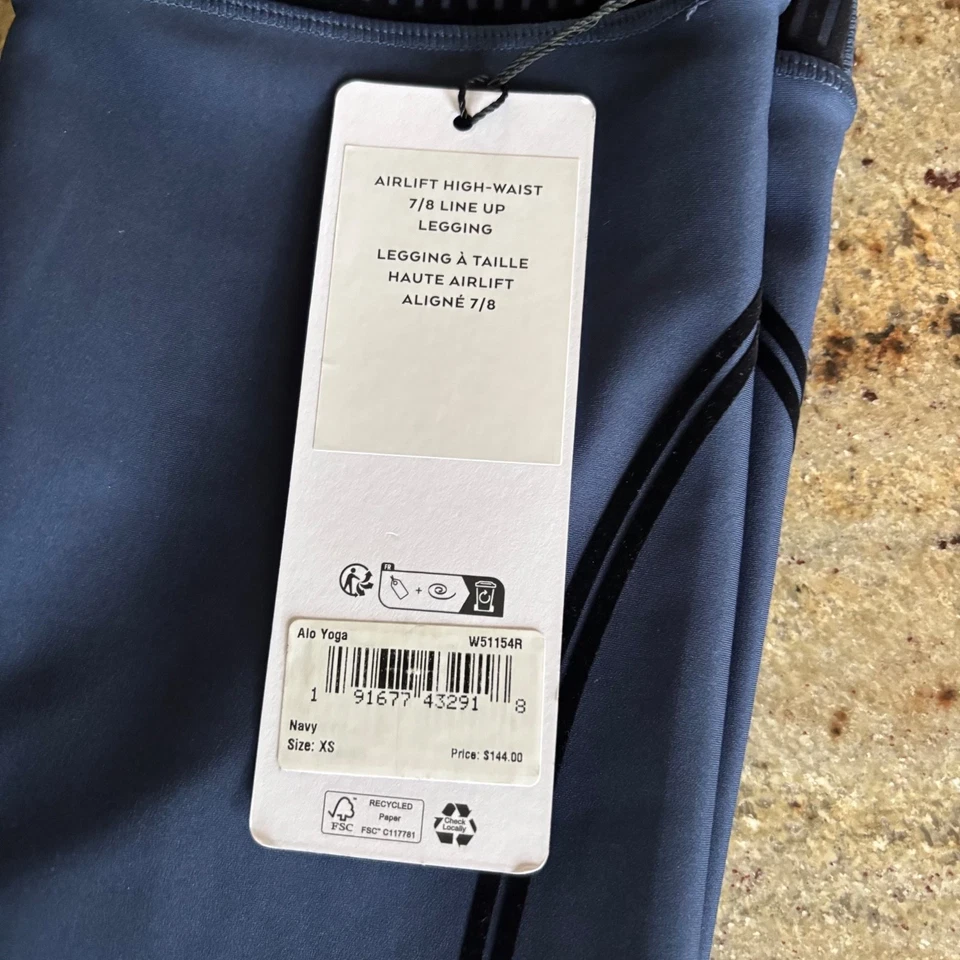 AIRLIFT HIGH-WAIST
7/8 LINE UP
LEGGING
LEGGING À TAILLE
HAUTE AIRLIFT
ALIGNÉ 7/8
FR
+
Alo Yoga W51154R
1 91677 43291 8
Navy
Size: XS Price: $144.00
FSC
RECYCLED
Paper
FSC® C117781
Check
Locally